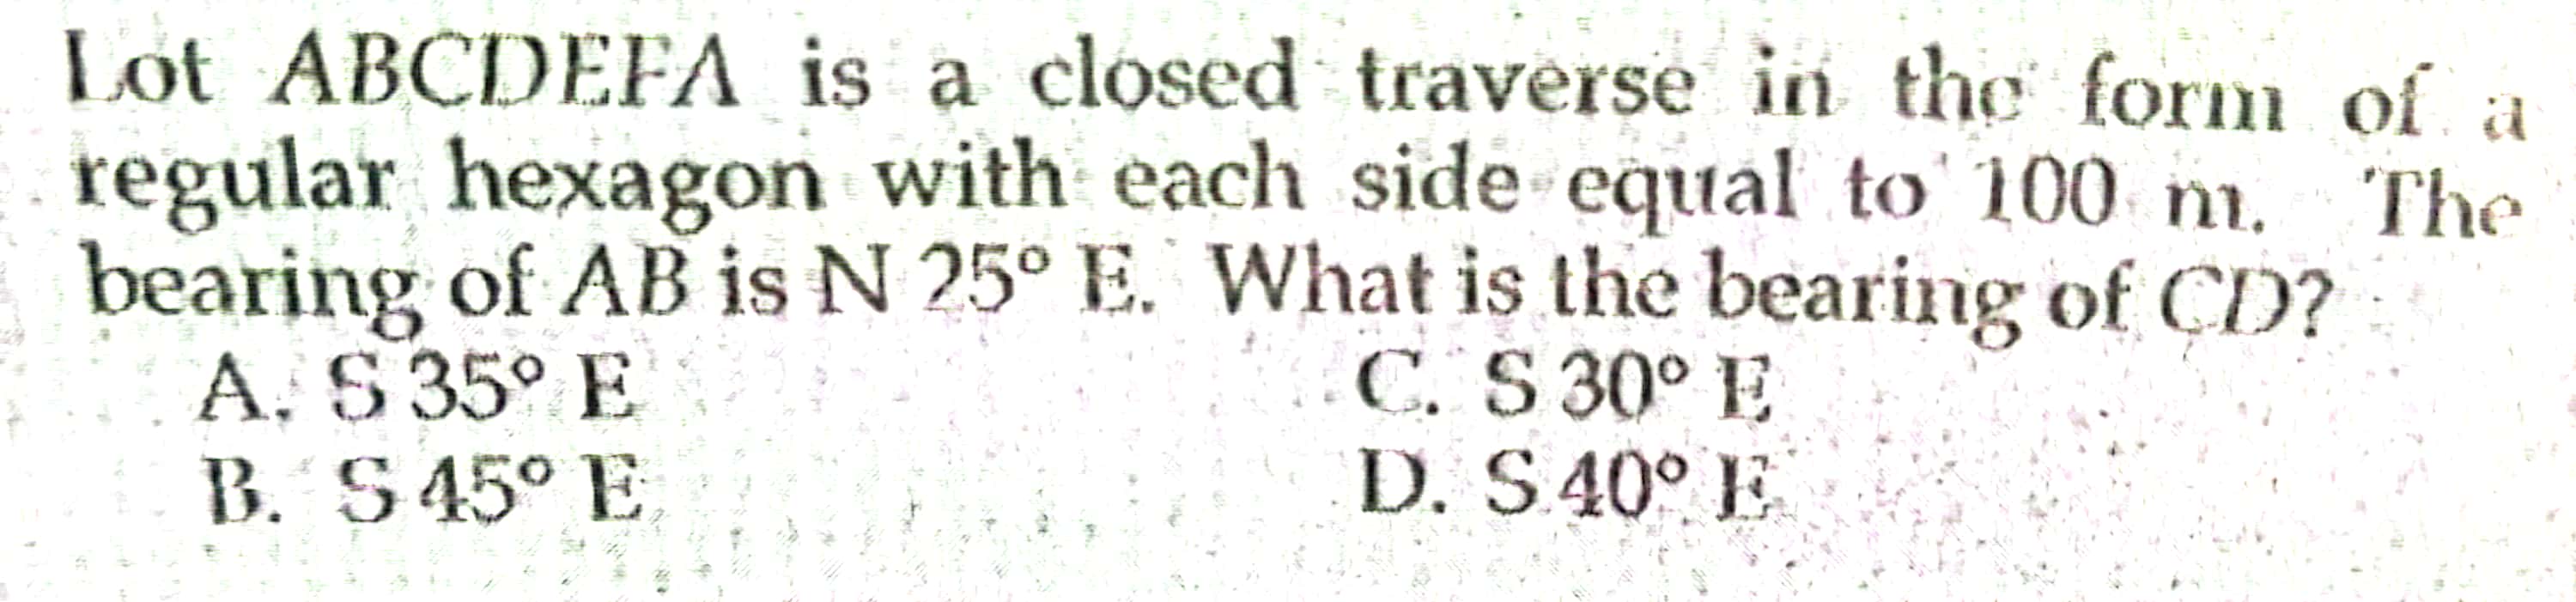 Lot ABCDEFA is a closed traverse in the form of a
regular hexagon with each side equal to 100 m. The
bearing of AB is N 25° E. What is the bearing of CD?
A. S 35° E C. S 30° E
B. S 45° E D. S 40° E